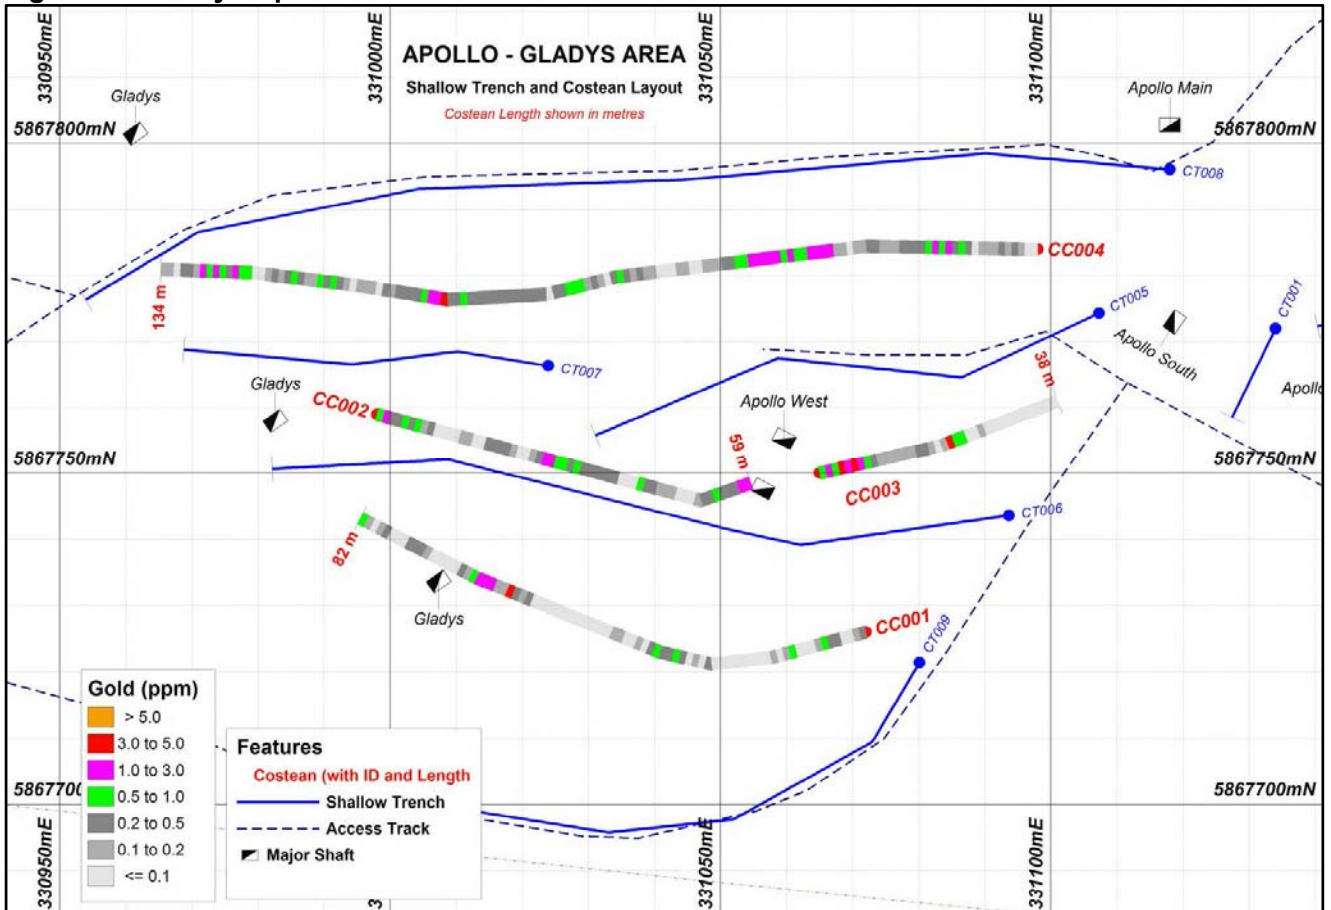 330950mE
331000mE
331050mE
331100mE
APOLLO - GLADYS AREA
Shallow Trench and Costean Layout
Costean Length shown in metres
Gladys
Apollo Main
5867800mN
5867800mN
CT008
CC004
134 m
CT005
CT001
Apollo South
CT007
38 m
Gladys
CC002
Apollo West
Apollo
59 m
5867750mN
5867750mN
CC003
CT006
82 m
Gladys
CC001
CT009
Gold (ppm)
> 5.0
3.0 to 5.0
1.0 to 3.0
0.5 to 1.0
0.2 to 0.5
0.1 to 0.2
<= 0.1
Features
Costean (with ID and Length
Shallow Trench
Access Track
Major Shaft
5867700mN
330950mE
331050mE
331100mE